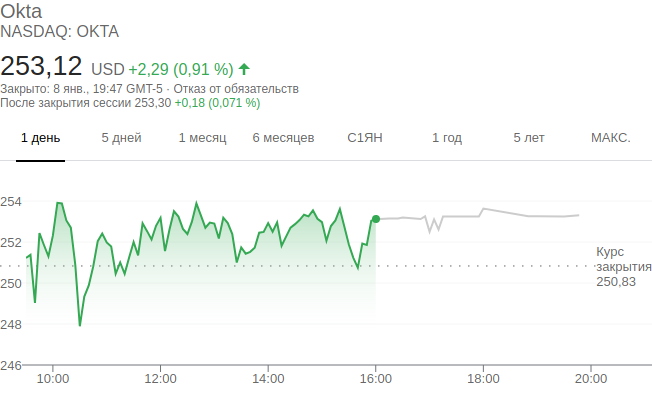 Okta
NASDAQ: OKTA
253,12 USD +2,29 (0,91 %)
Закрыто: 8 янв., 19:47 GMT-5 · Отказ от обязательств
После закрытия сессии 253,30 +0,18 (0,071 %)
1 день 5 дней 1 месяц 6 месяцев С1ЯН 1 год 5 лет МАКС.
254
252
250
248
246
Курс
закрытия
250,83
10:00 12:00 14:00 16:00 18:00 20:00